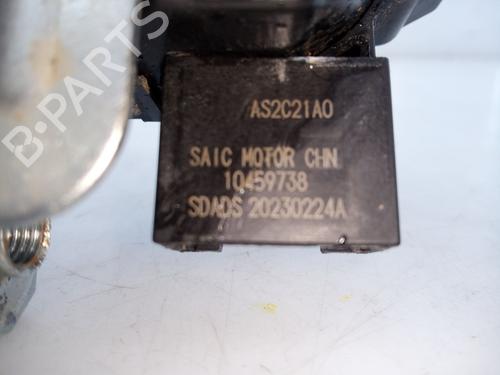 B-PARTS
AS2C21A0
SAIC MOTOR CHN
10459738
SDADS 20230224A